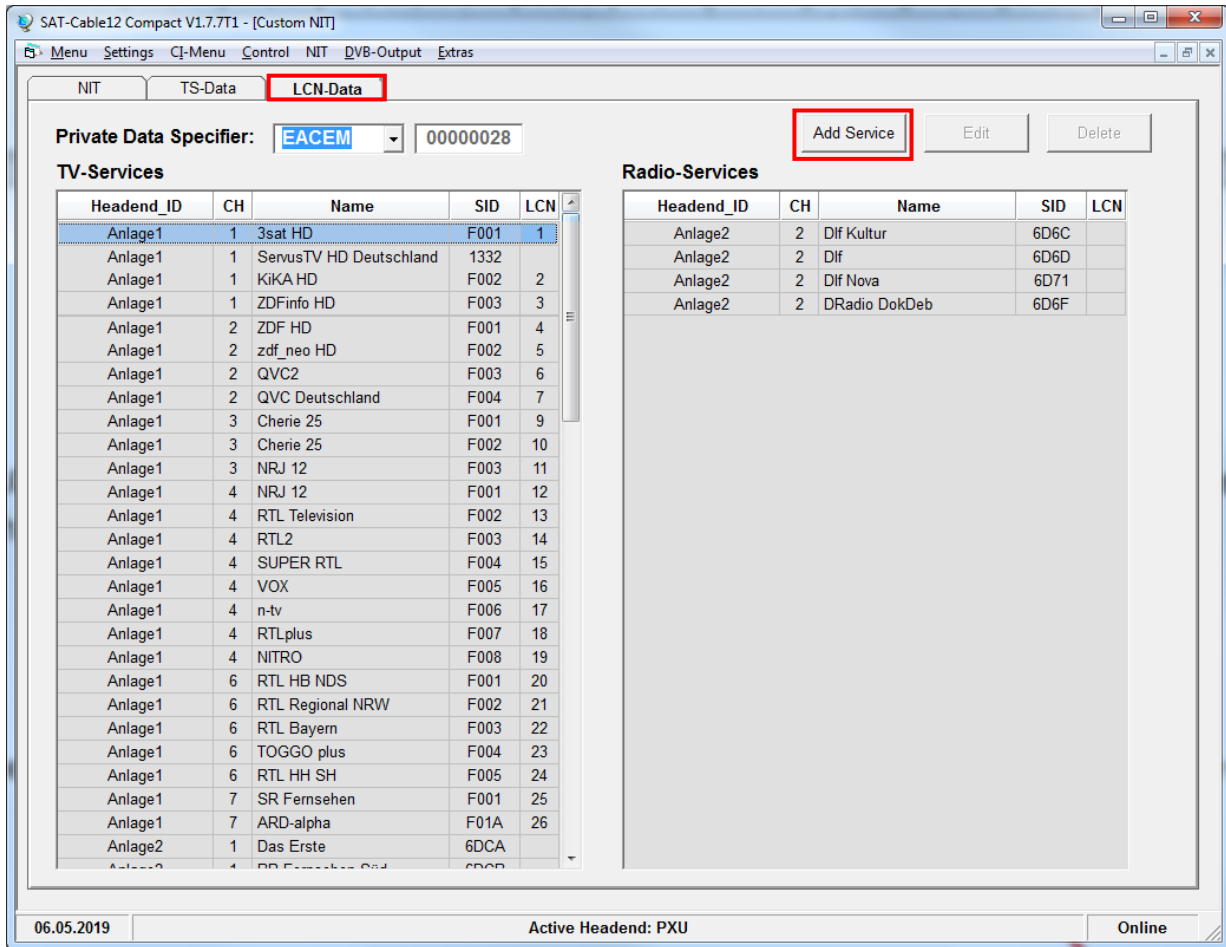 SAT-Cable12 Compact V1.7.7T1 - [Custom NIT]
Menu Settings CI-Menu Control NIT DVB-Output Extras
NIT TS-Data LCN-Data
Private Data Specifier: EACEM 00000028 Add Service Edit Delete
TV-Services Radio-Services
Headend_ID CH Name SID LCN Headend_ID CH Name SID LCN
Anlage1 1 3sat HD F001 1 Anlage2 2 Dlf Kultur 6D6C
Anlage1 1 ServusTV HD Deutschland 1332 Anlage2 2 Dlf 6D6D
Anlage1 1 KiKA HD F002 2 Anlage2 2 Dlf Nova 6D71
Anlage1 1 ZDFinfo HD F003 3 Anlage2 2 DRadio DokDeb 6D6F
Anlage1 2 ZDF HD F001 4
Anlage1 2 zdf_neo HD F002 5
Anlage1 2 QVC2 F003 6
Anlage1 2 QVC Deutschland F004 7
Anlage1 3 Cherie 25 F001 9
Anlage1 3 Cherie 25 F002 10
Anlage1 3 NRJ 12 F003 11
Anlage1 4 NRJ 12 F001 12
Anlage1 4 RTL Television F002 13
Anlage1 4 RTL2 F003 14
Anlage1 4 SUPER RTL F004 15
Anlage1 4 VOX F005 16
Anlage1 4 n-tv F006 17
Anlage1 4 RTLplus F007 18
Anlage1 4 NITRO F008 19
Anlage1 6 RTL HB NDS F001 20
Anlage1 6 RTL Regional NRW F002 21
Anlage1 6 RTL Bayern F003 22
Anlage1 6 TOGGO plus F004 23
Anlage1 6 RTL HH SH F005 24
Anlage1 7 SR Fernsehen F001 25
Anlage1 7 ARD-alpha F01A 26
Anlage2 1 Das Erste 6DCA
Anlage2 1
06.05.2019 Active Headend: PXU Online